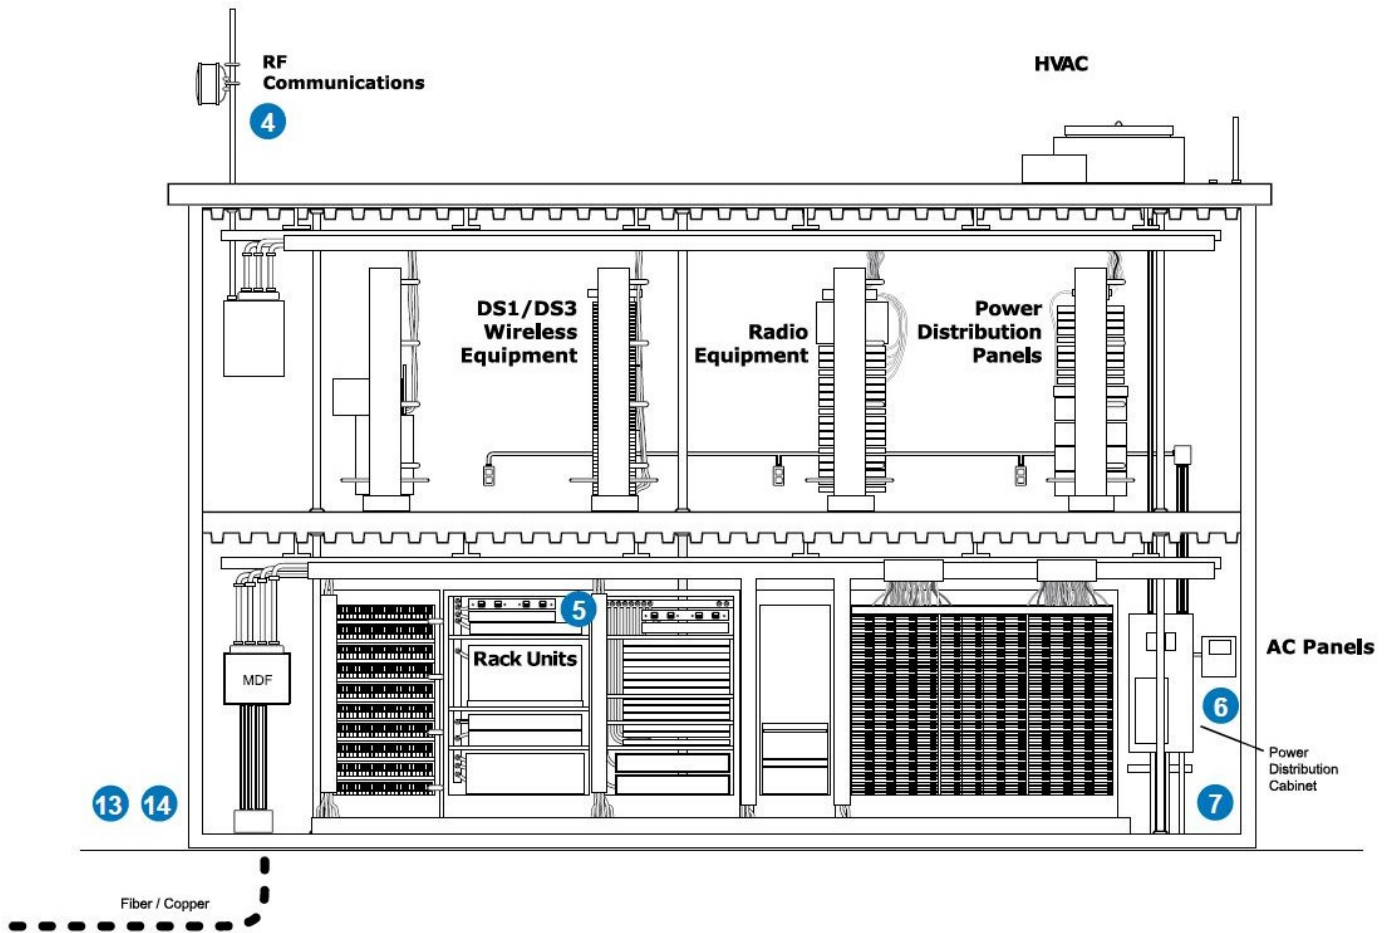 RF
Communications
4
HVAC
DS1/DS3
Wireless
Equipment
Radio
Equipment
Power
Distribution
Panels
5
Rack Units
MDF
AC Panels
6
Power
Distribution
Cabinet
7
13 14
Fiber / Copper